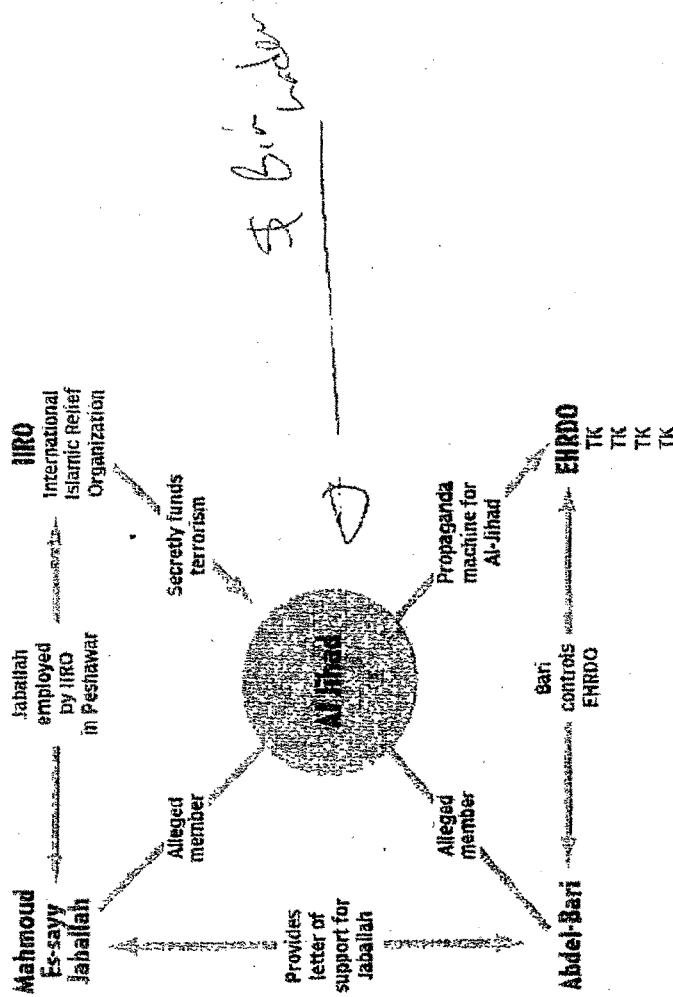 Mahmoud
Es-sayy
Jaballah
Jaballah
employed
by IIRO
in Peshawar
IIRO
International
Islamic Relief
Organization
Alleged
member
Secretly funds
terrorism
Provides
letter of
support for
Jaballah
Al Jihad
$ Bin
Laden
Alleged
member
Propaganda
machine for
Al-Jihad
Abdel-Bari
Bari
controls
EHRDO
EHRDO
TK
TK
TK
TK